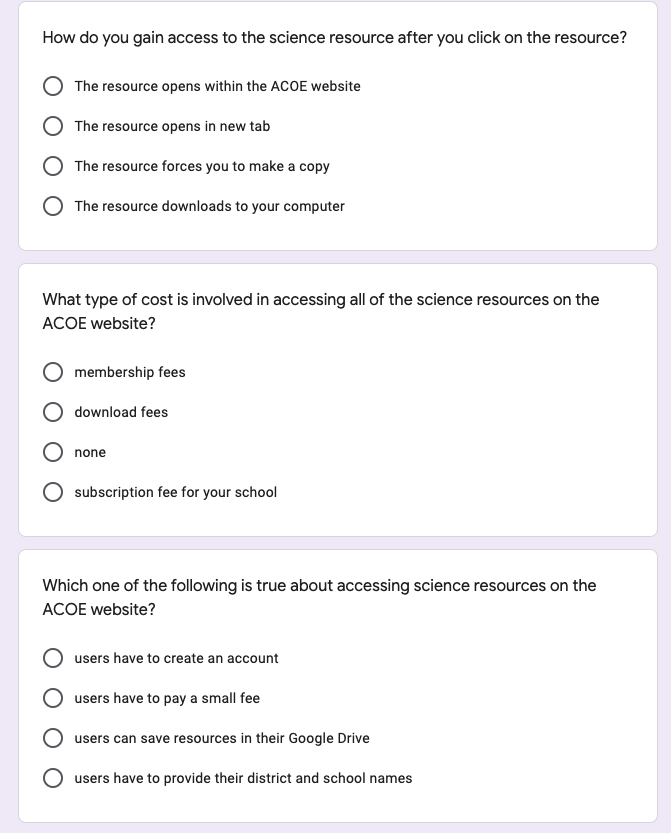 How do you gain access to the science resource after you click on the resource?
The resource opens within the ACOE website
The resource opens in new tab
The resource forces you to make a copy
The resource downloads to your computer
What type of cost is involved in accessing all of the science resources on the
ACOE website?
membership fees
download fees
none
subscription fee for your school
Which one of the following is true about accessing science resources on the
ACOE website?
users have to create an account
users have to pay a small fee
users can save resources in their Google Drive
users have to provide their district and school names